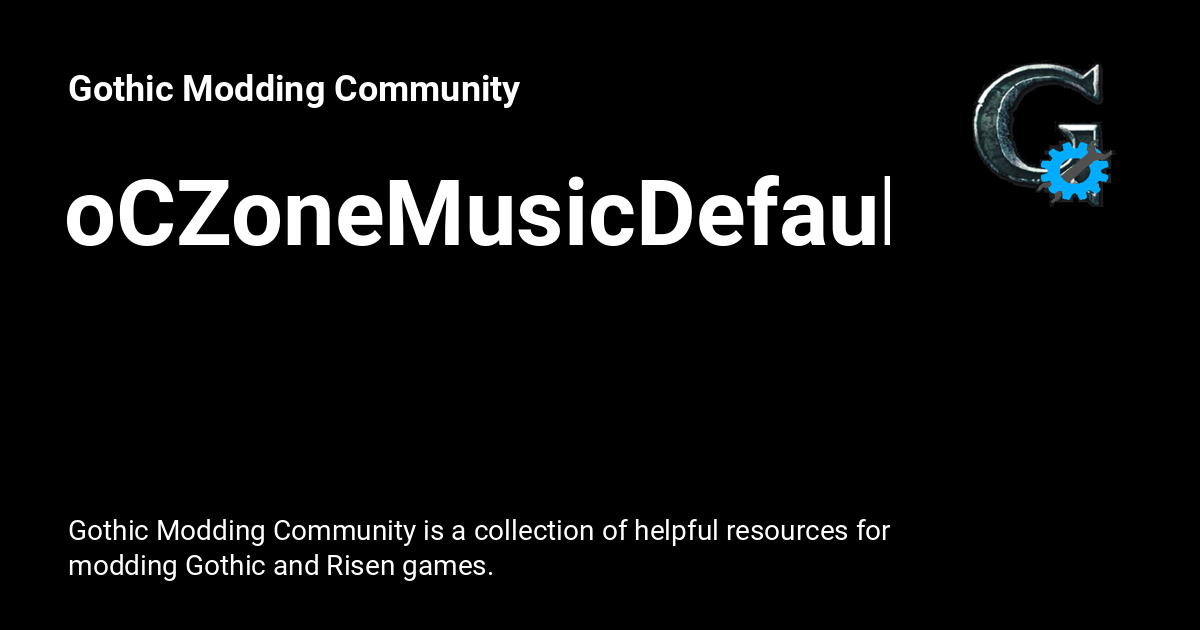 Gothic Modding Community
G
oCZoneMusicDefaul
Gothic Modding Community is a collection of helpful resources for
modding Gothic and Risen games.